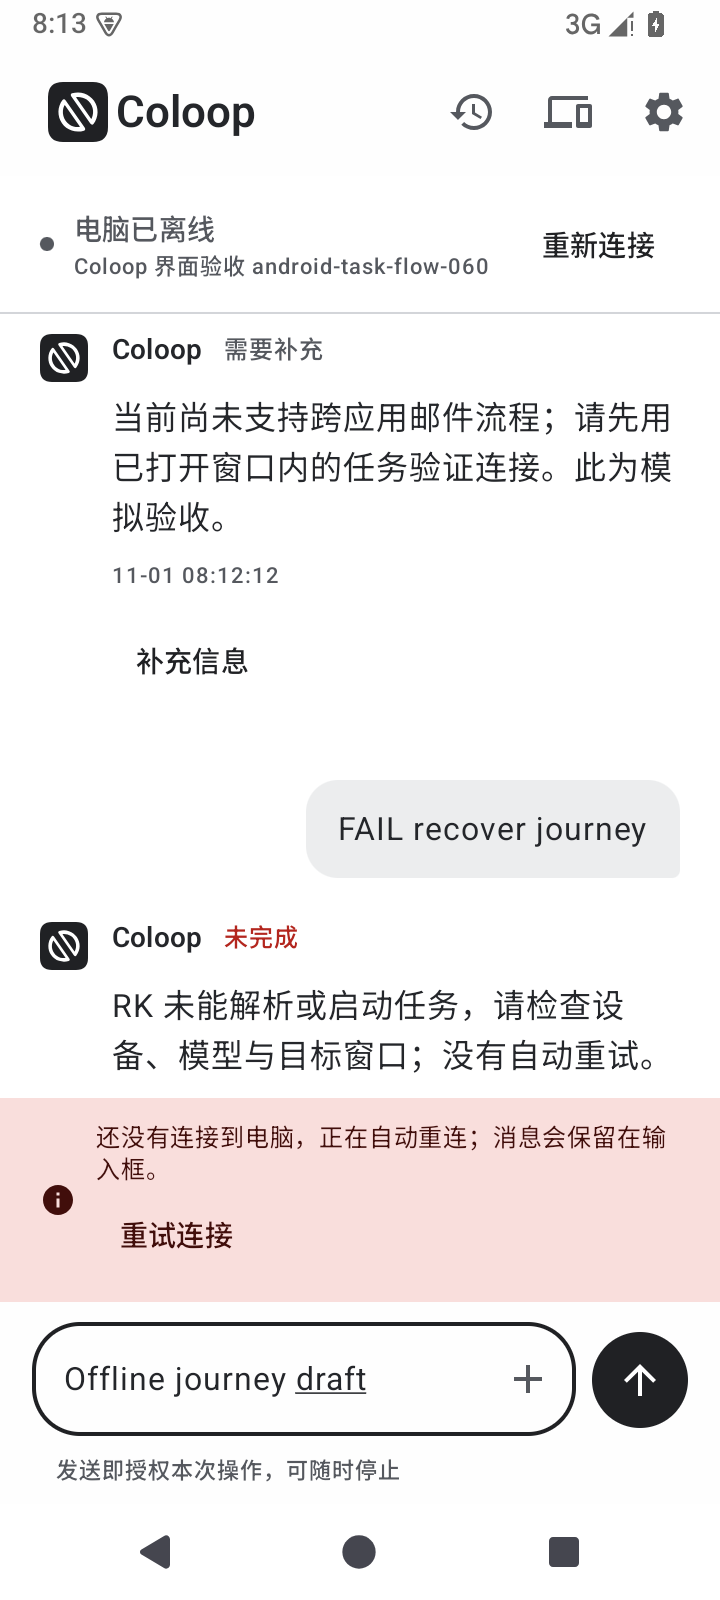 8:13
3G
Coloop
电脑已离线
Coloop 界面验收 android-task-flow-060
重新连接
Coloop 需要补充
当前尚未支持跨应用邮件流程；请先用
已打开窗口内的任务验证连接。此为模
拟验收。
11-01 08:12:12
补充信息
FAIL recover journey
Coloop 未完成
RK 未能解析或启动任务，请检查设
备、模型与目标窗口；没有自动重试。
还没有连接到电脑，正在自动重连；消息会保留在输
入框。
重试连接
Offline journey draft
发送即授权本次操作，可随时停止